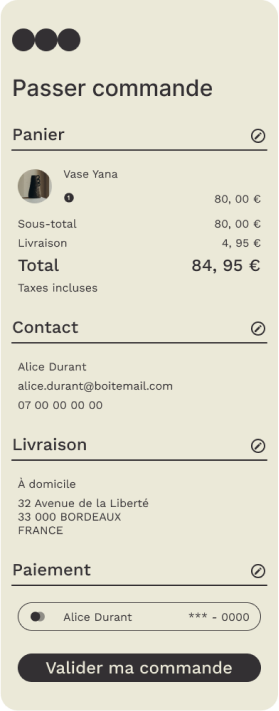 Passer commande
Panier
Vase Yana
1
80, 00 €
Sous-total 80, 00 €
Livraison 4, 95 €
Total 84, 95 €
Taxes incluses
Contact
Alice Durant
alice.durant@boitemail.com
07 00 00 00 00
Livraison
À domicile
32 Avenue de la Liberté
33 000 BORDEAUX
FRANCE
Paiement
Alice Durant *** - 0000
Valider ma commande